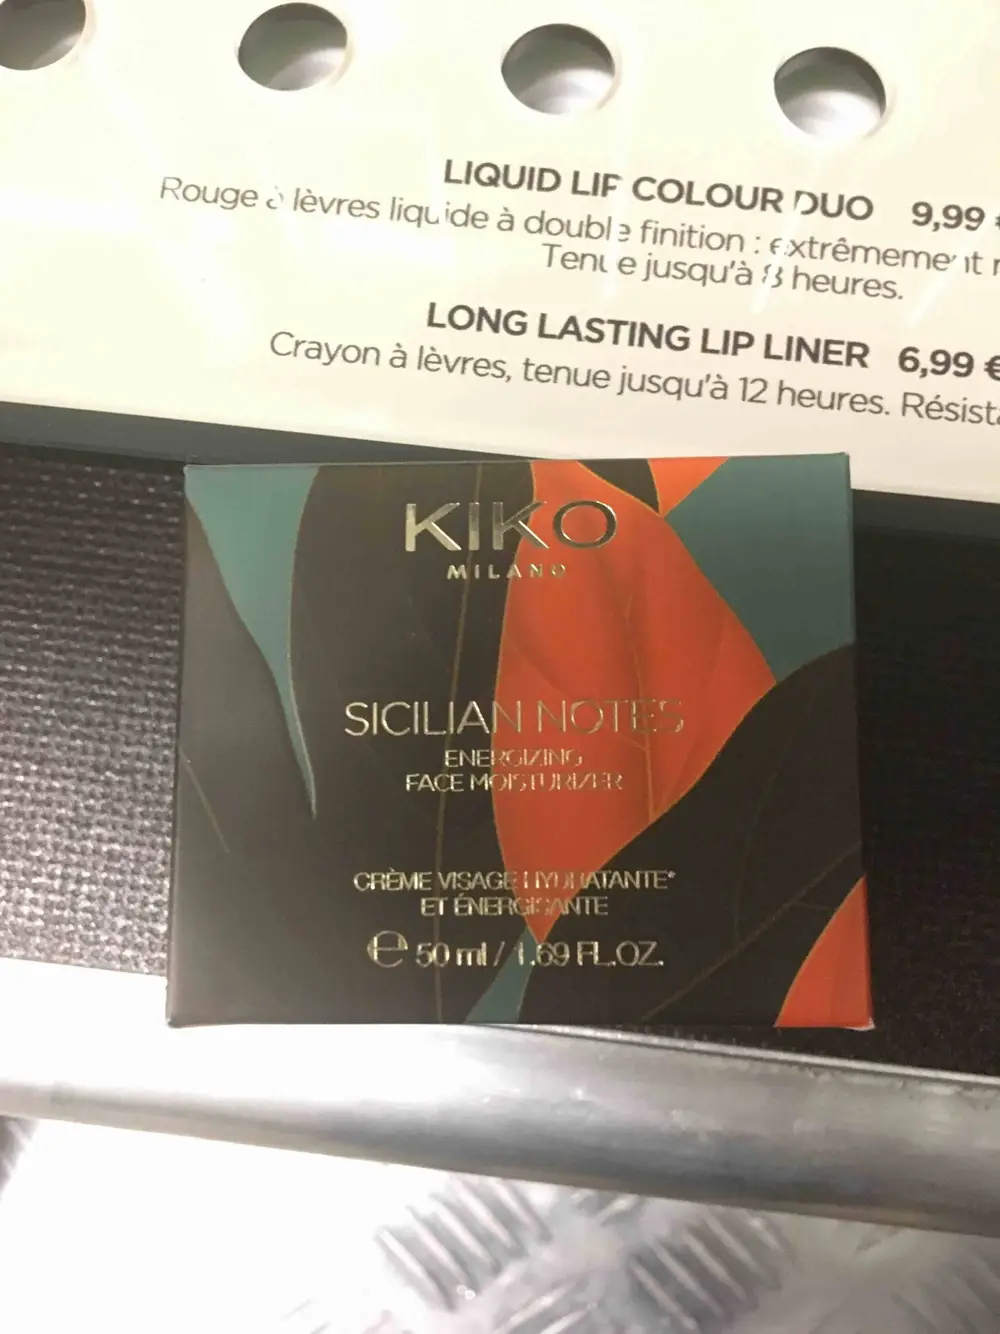 LIQUID LIP COLOUR DUO 9,99 €
Rouge à lèvres liquide à double finition : extrêmement
Tenue jusqu'à 8 heures.
LONG LASTING LIP LINER 6,99 €
Crayon à lèvres, tenue jusqu'à 12 heures.
KIKO
MILANO
SICILIAN NOTES
ENERGIZING
FACE MOISTURIZER
CRÈME VISAGE HYDRATANTE*
ET ÉNERGISANTE
℮ 50 ml / 1.69 FL.OZ.